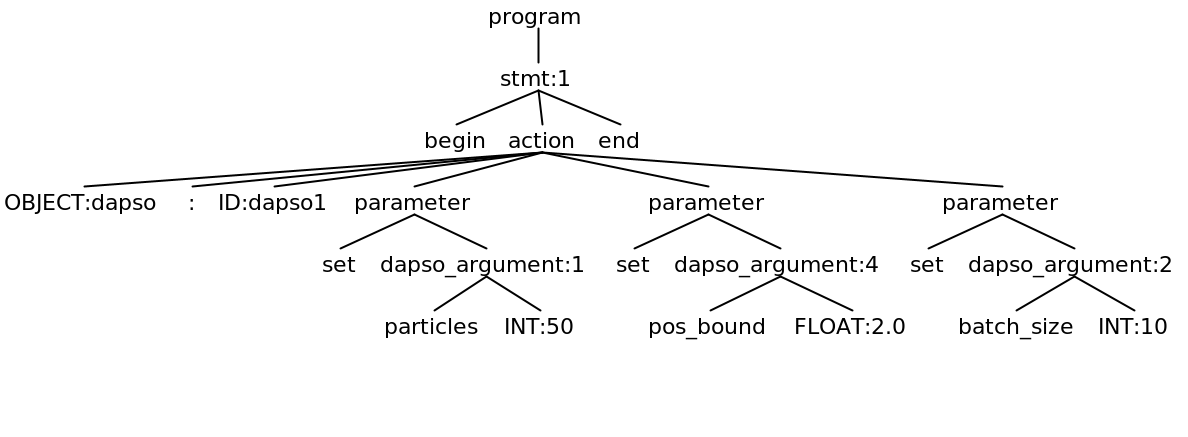 program
stmt:1
begin action end
OBJECT:dapso : ID:dapso1 parameter parameter parameter
set dapso_argument:1 set dapso_argument:4 set dapso_argument:2
particles INT:50 pos_bound FLOAT:2.0 batch_size INT:10